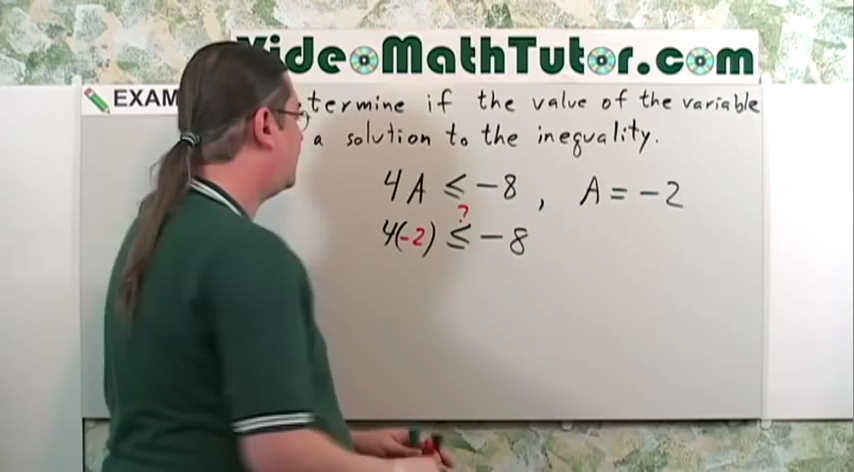 VideoMathTutor.com
EXAM termine if the value of the variable
a solution to the inequality.
4A ≤ -8 , A = -2
?
4(-2) ≤ -8